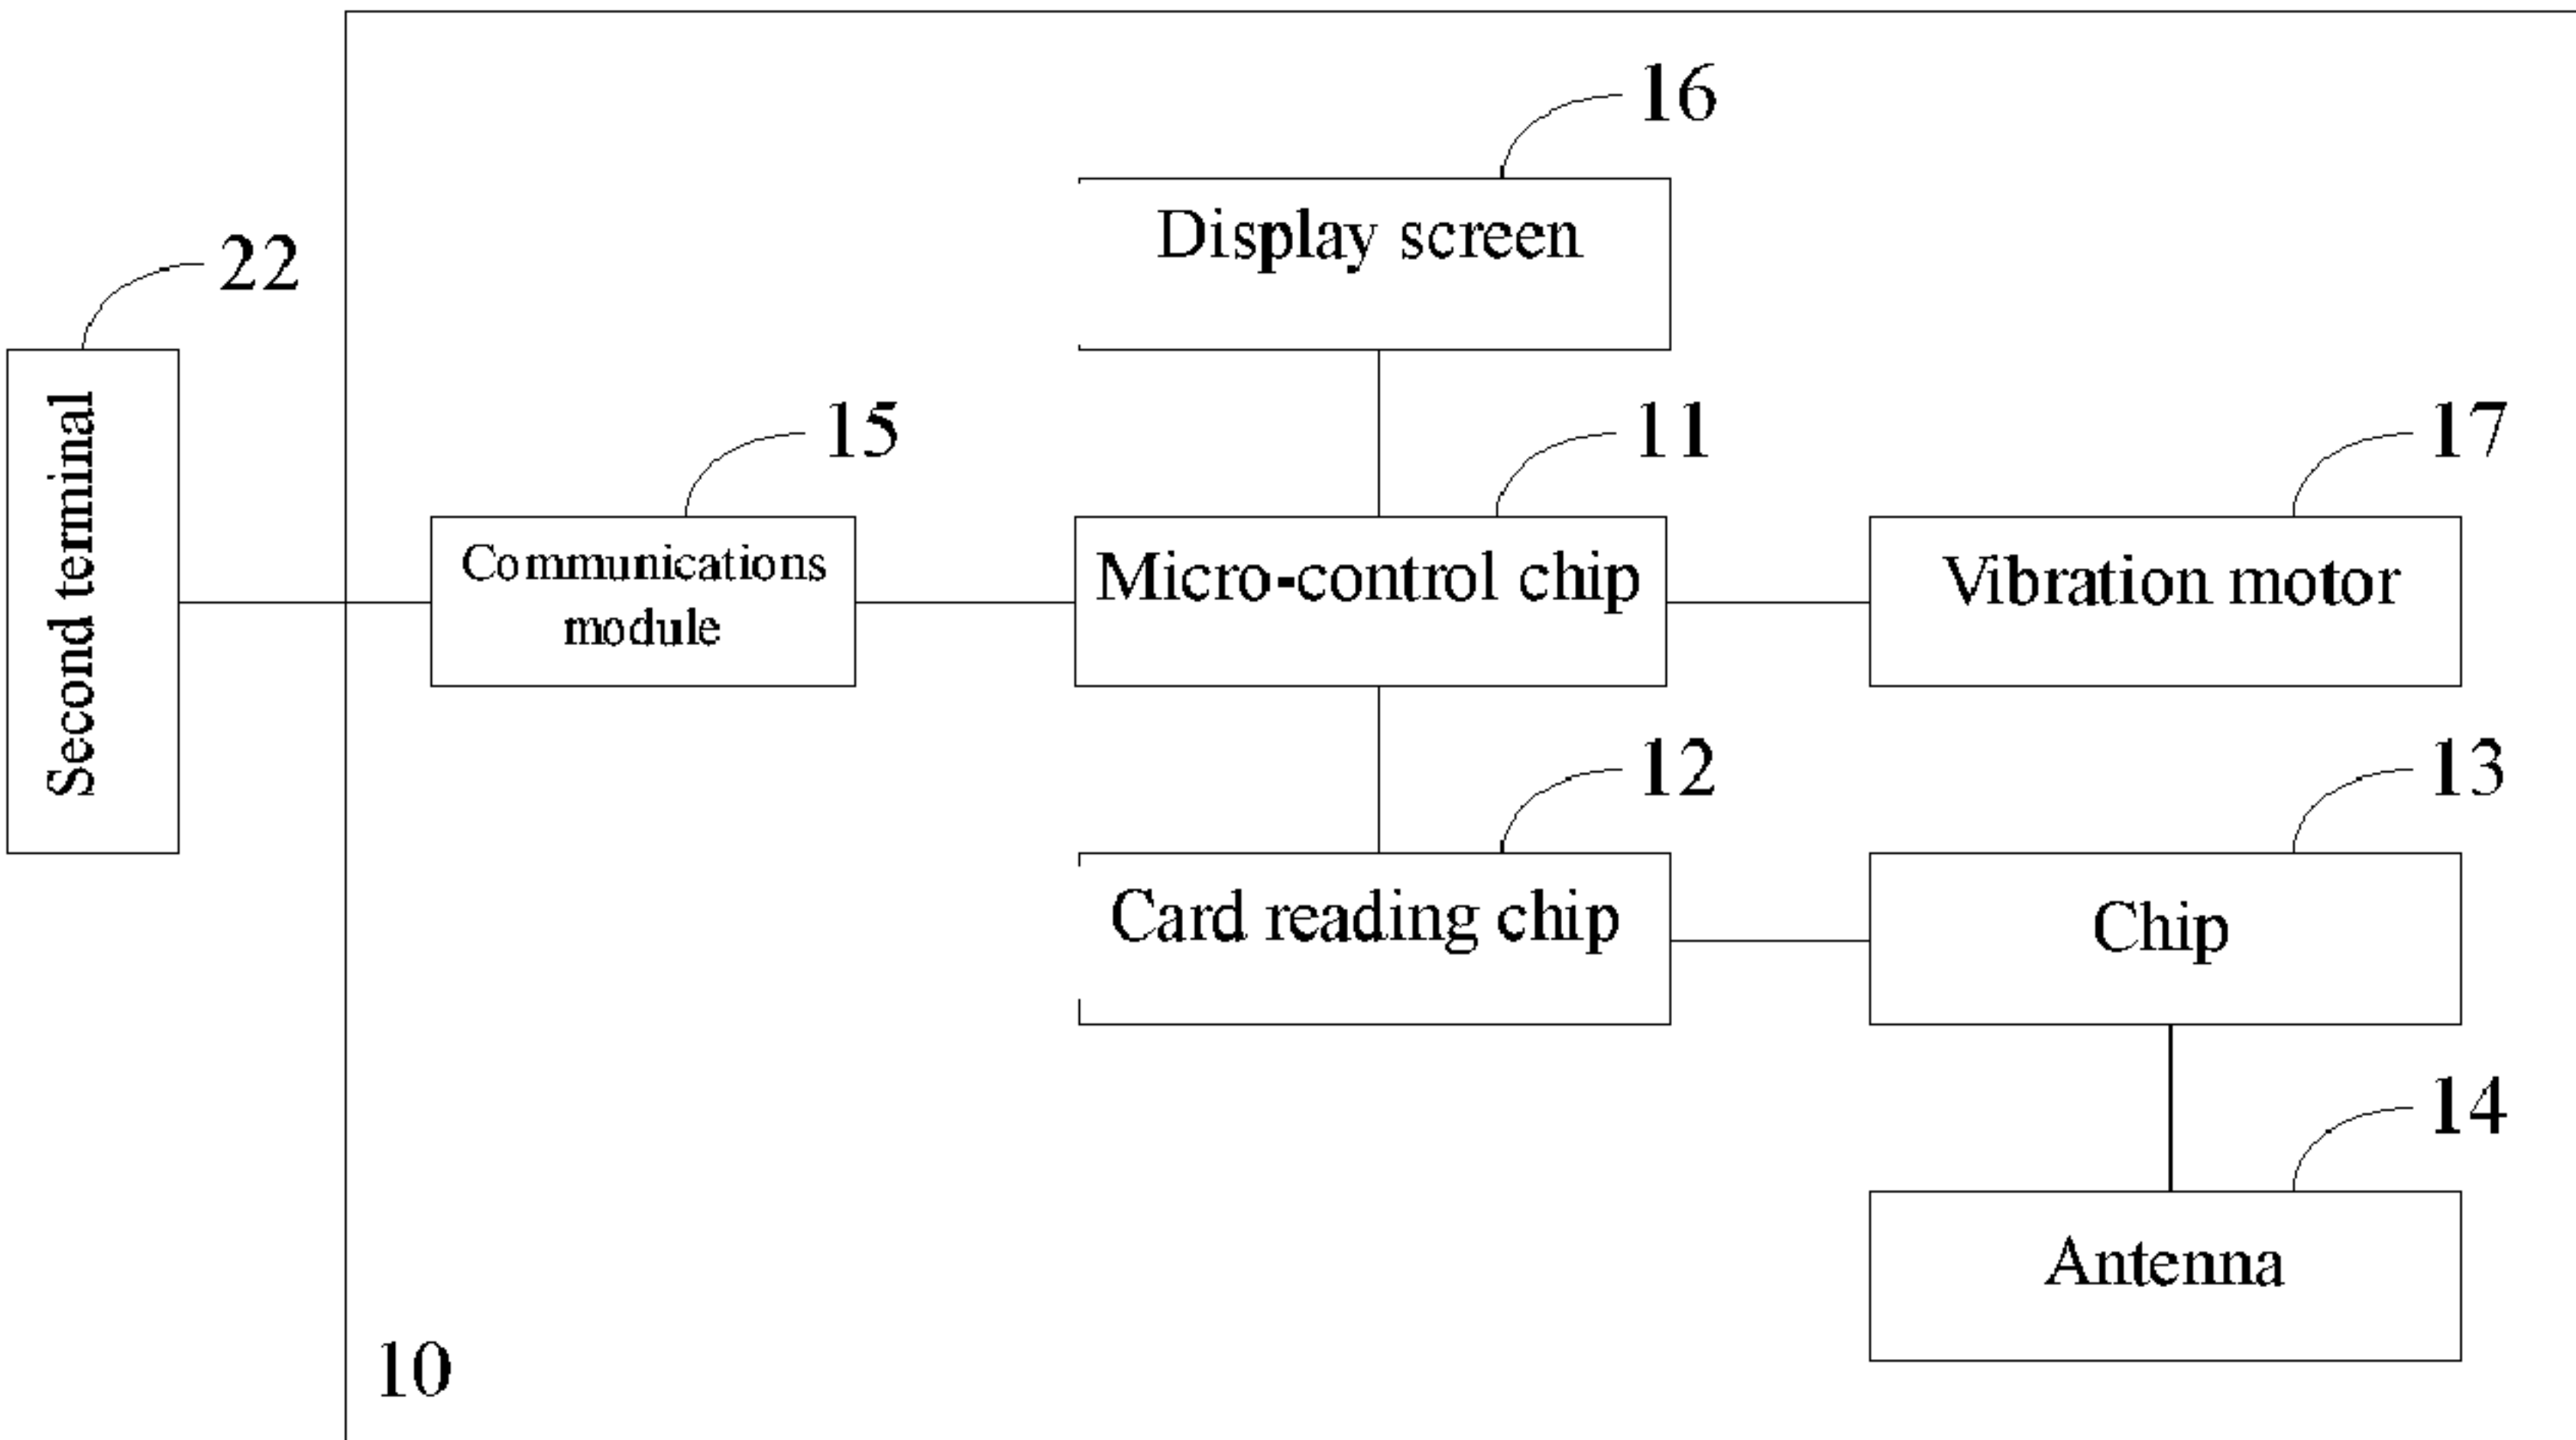 16
Display screen
22
Second terminal
15
Communications
module
11
Micro-control chip
17
Vibration motor
12
Card reading chip
13
Chip
14
Antenna
10